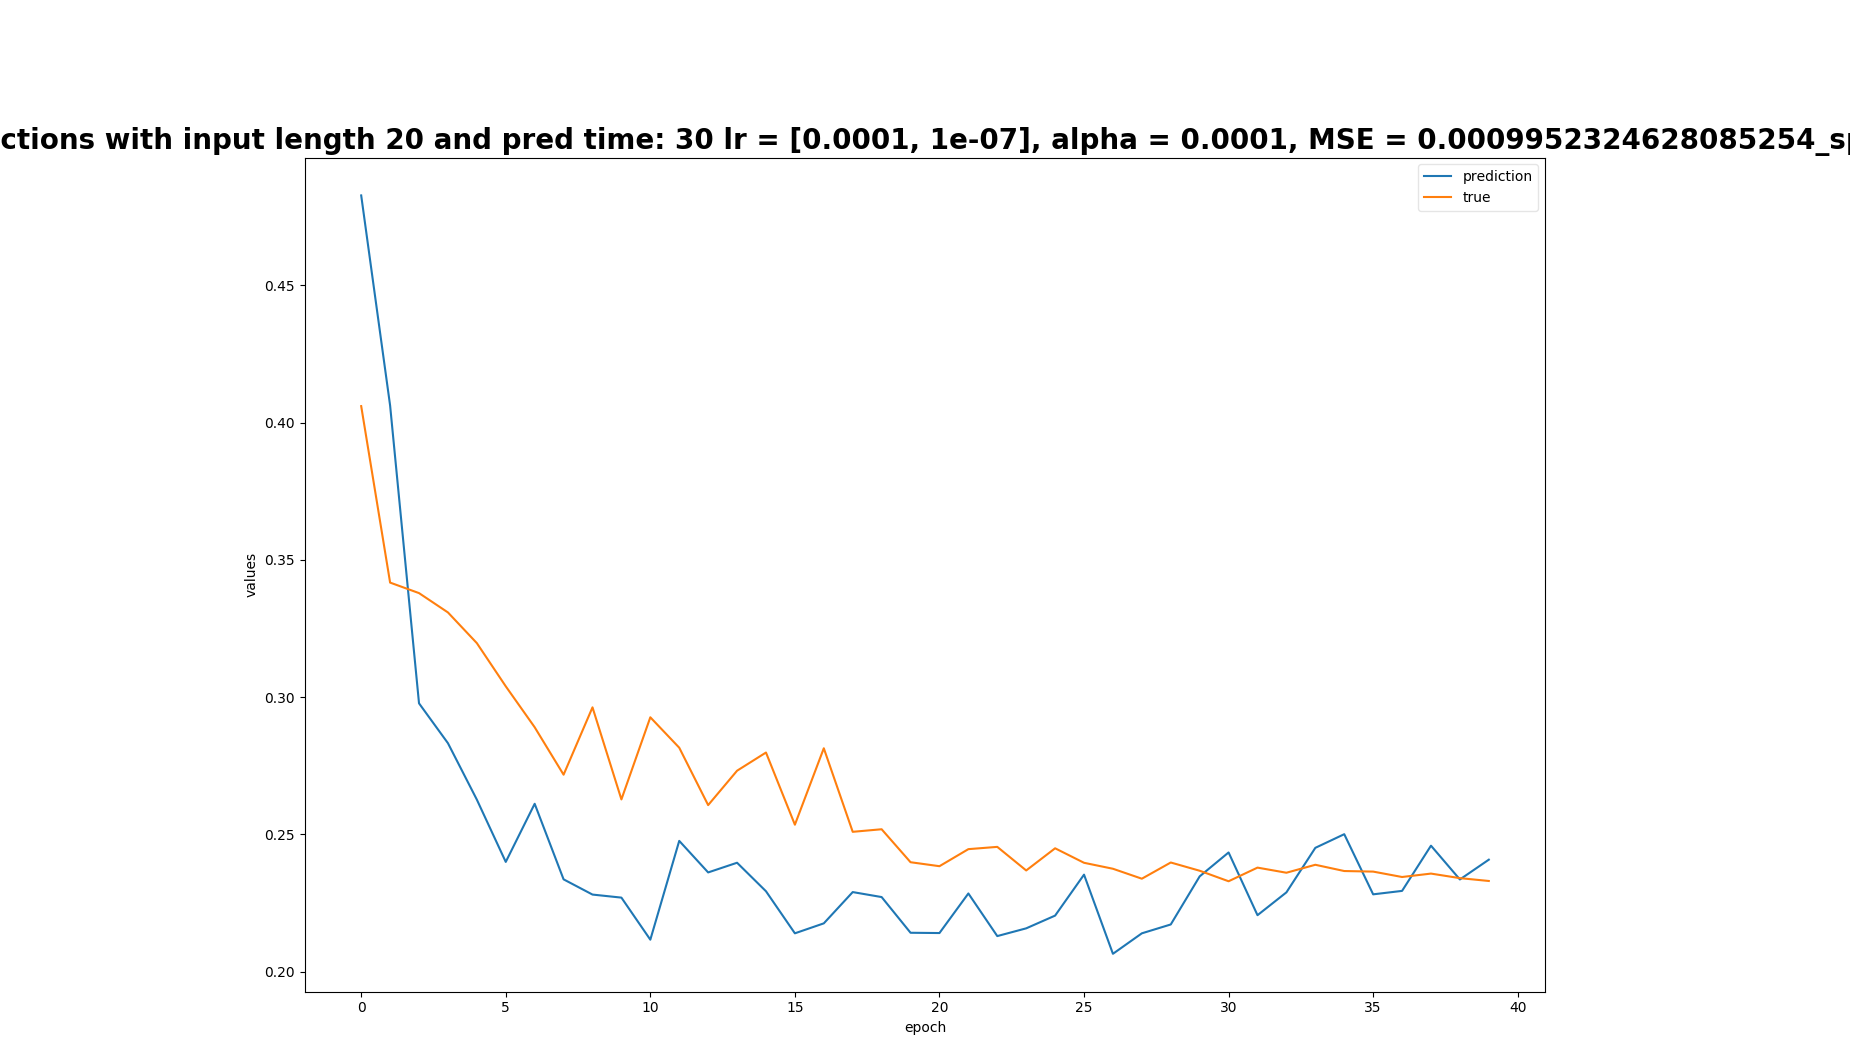 ctions with input length 20 and pred time: 30 lr = [0.0001, 1e-07], alpha = 0.0001, MSE = 0.0009952324628085254_sp
prediction
true
0.45
0.40
0.35
0.30
0.25
0.20
values
0 5 10 15 20 25 30 35 40
epoch